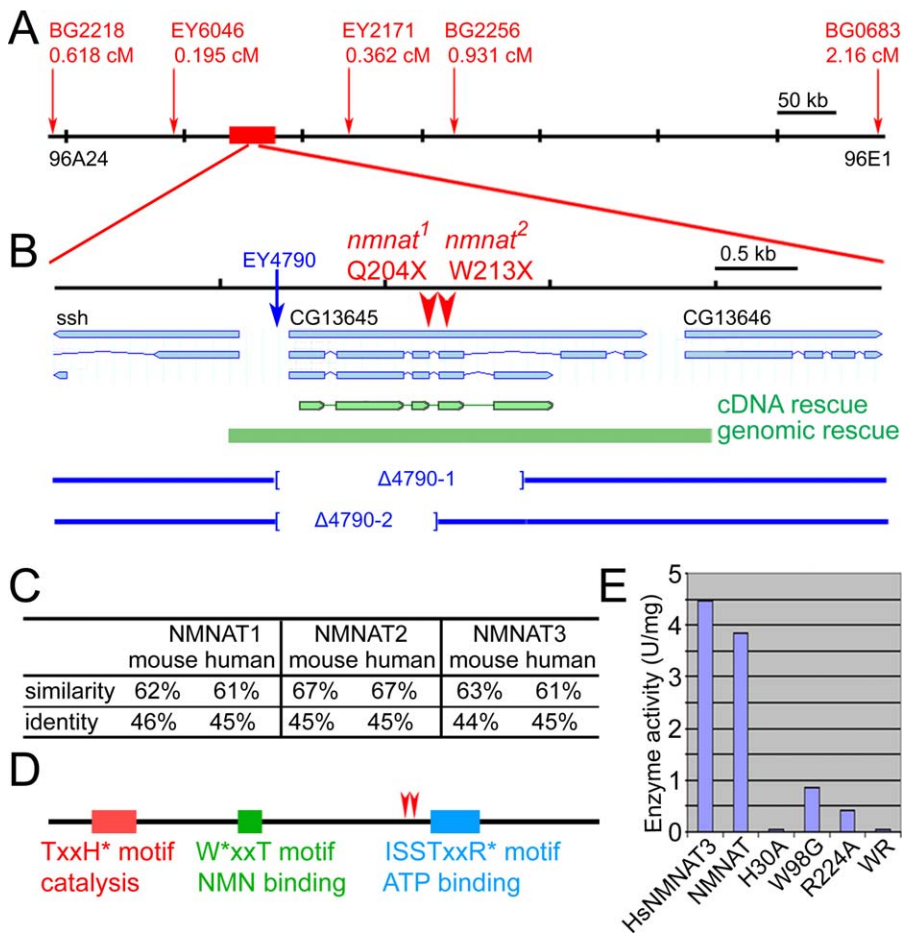 A
BG2218
0.618 cM
EY6046
0.195 cM
EY2171
0.362 cM
BG2256
0.931 cM
BG0683
2.16 cM
50 kb
96A24
96E1
B
EY4790
nmnat1
Q204X
nmnat2
W213X
0.5 kb
ssh
CG13645
CG13646
cDNA rescue
genomic rescue
[ Δ4790-1 ]
[ Δ4790-2 ]
C
NMNAT1 NMNAT2 NMNAT3
mouse human mouse human mouse human
similarity 62% 61% 67% 67% 63% 61%
identity 46% 45% 45% 45% 44% 45%
D
TxxH* motif
catalysis
W*xxT motif
NMN binding
ISSTxxR* motif
ATP binding
E
Enzyme activity (U/mg)
5
4
3
2
1
0
HsNMNAT3
NMNAT
H30A
W98G
R224A
WR